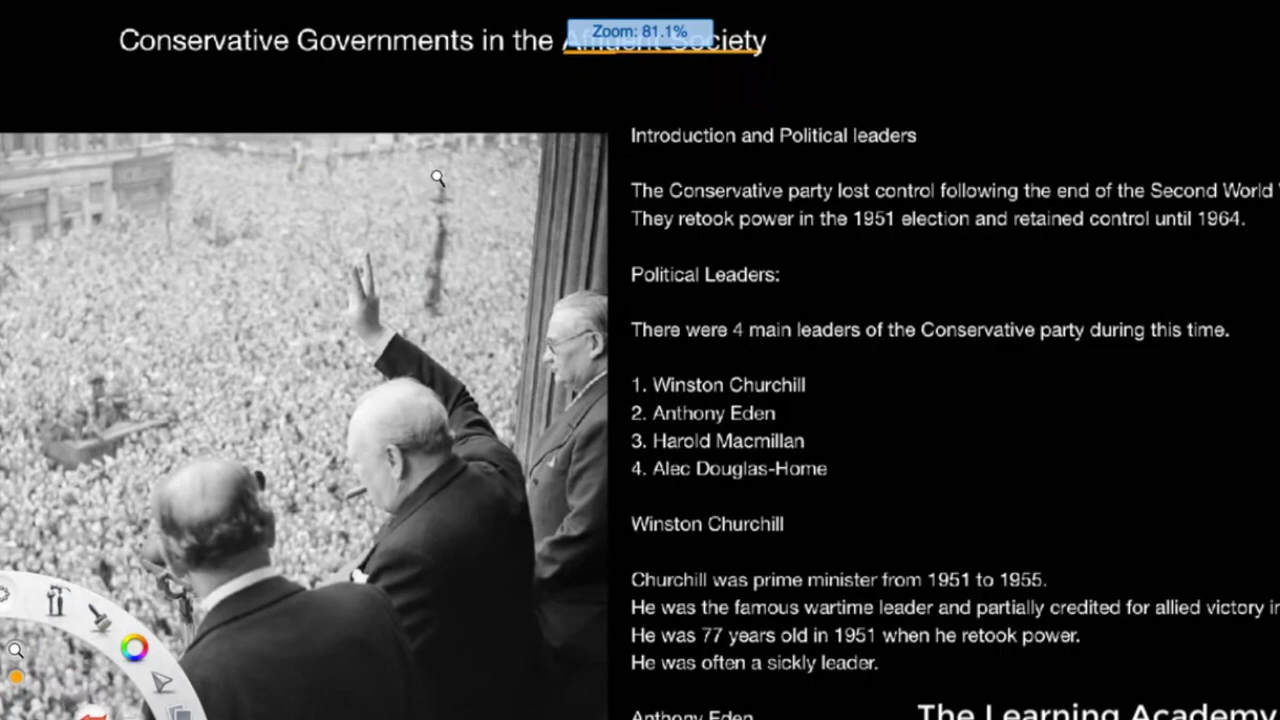 Conservative Governments in the Affluent Society
Zoom: 81.1%
Introduction and Political leaders
The Conservative party lost control following the end of the Second World
They retook power in the 1951 election and retained control until 1964.
Political Leaders:
There were 4 main leaders of the Conservative party during this time.
1. Winston Churchill
2. Anthony Eden
3. Harold Macmillan
4. Alec Douglas-Home
Winston Churchill
Churchill was prime minister from 1951 to 1955.
He was the famous wartime leader and partially credited for allied victory
He was 77 years old in 1951 when he retook power.
He was often a sickly leader.
Anthony Eden
The Learning Academy